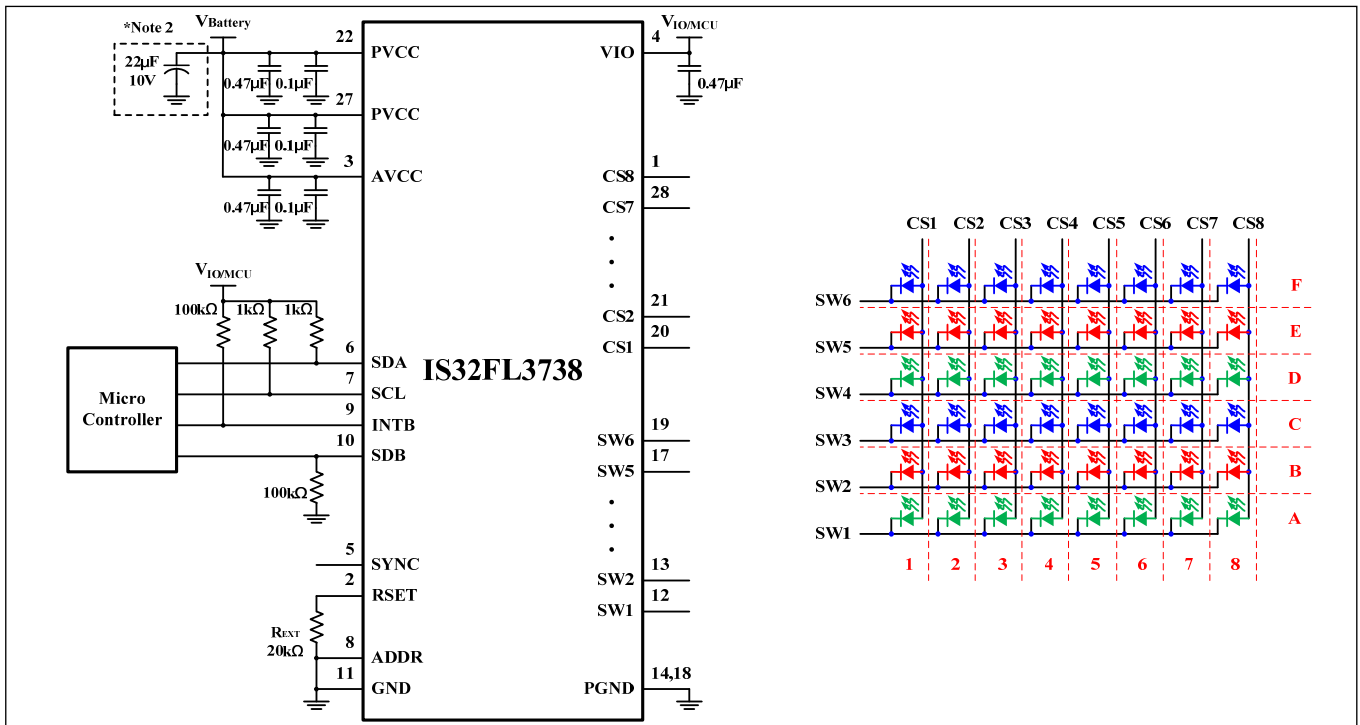 *Note 2
VBattery
22μF
10V
22
PVCC
0.47μF
0.1μF
27
PVCC
0.47μF
0.1μF
3
AVCC
0.47μF
0.1μF
VIO/MCU
100kΩ
1kΩ
1kΩ
Micro
Controller
6
SDA
7
SCL
9
INTB
10
SDB
100kΩ
5
SYNC
2
RSET
REXT
20kΩ
8
ADDR
11
GND
IS32FL3738
VIO/MCU
4
VIO
0.47μF
1
CS8
28
CS7
21
CS2
20
CS1
19
SW6
17
SW5
13
SW2
12
SW1
14,18
PGND
CS1 CS2 CS3 CS4 CS5 CS6 CS7 CS8
SW6 F
SW5 E
SW4 D
SW3 C
SW2 B
SW1 A
1 2 3 4 5 6 7 8